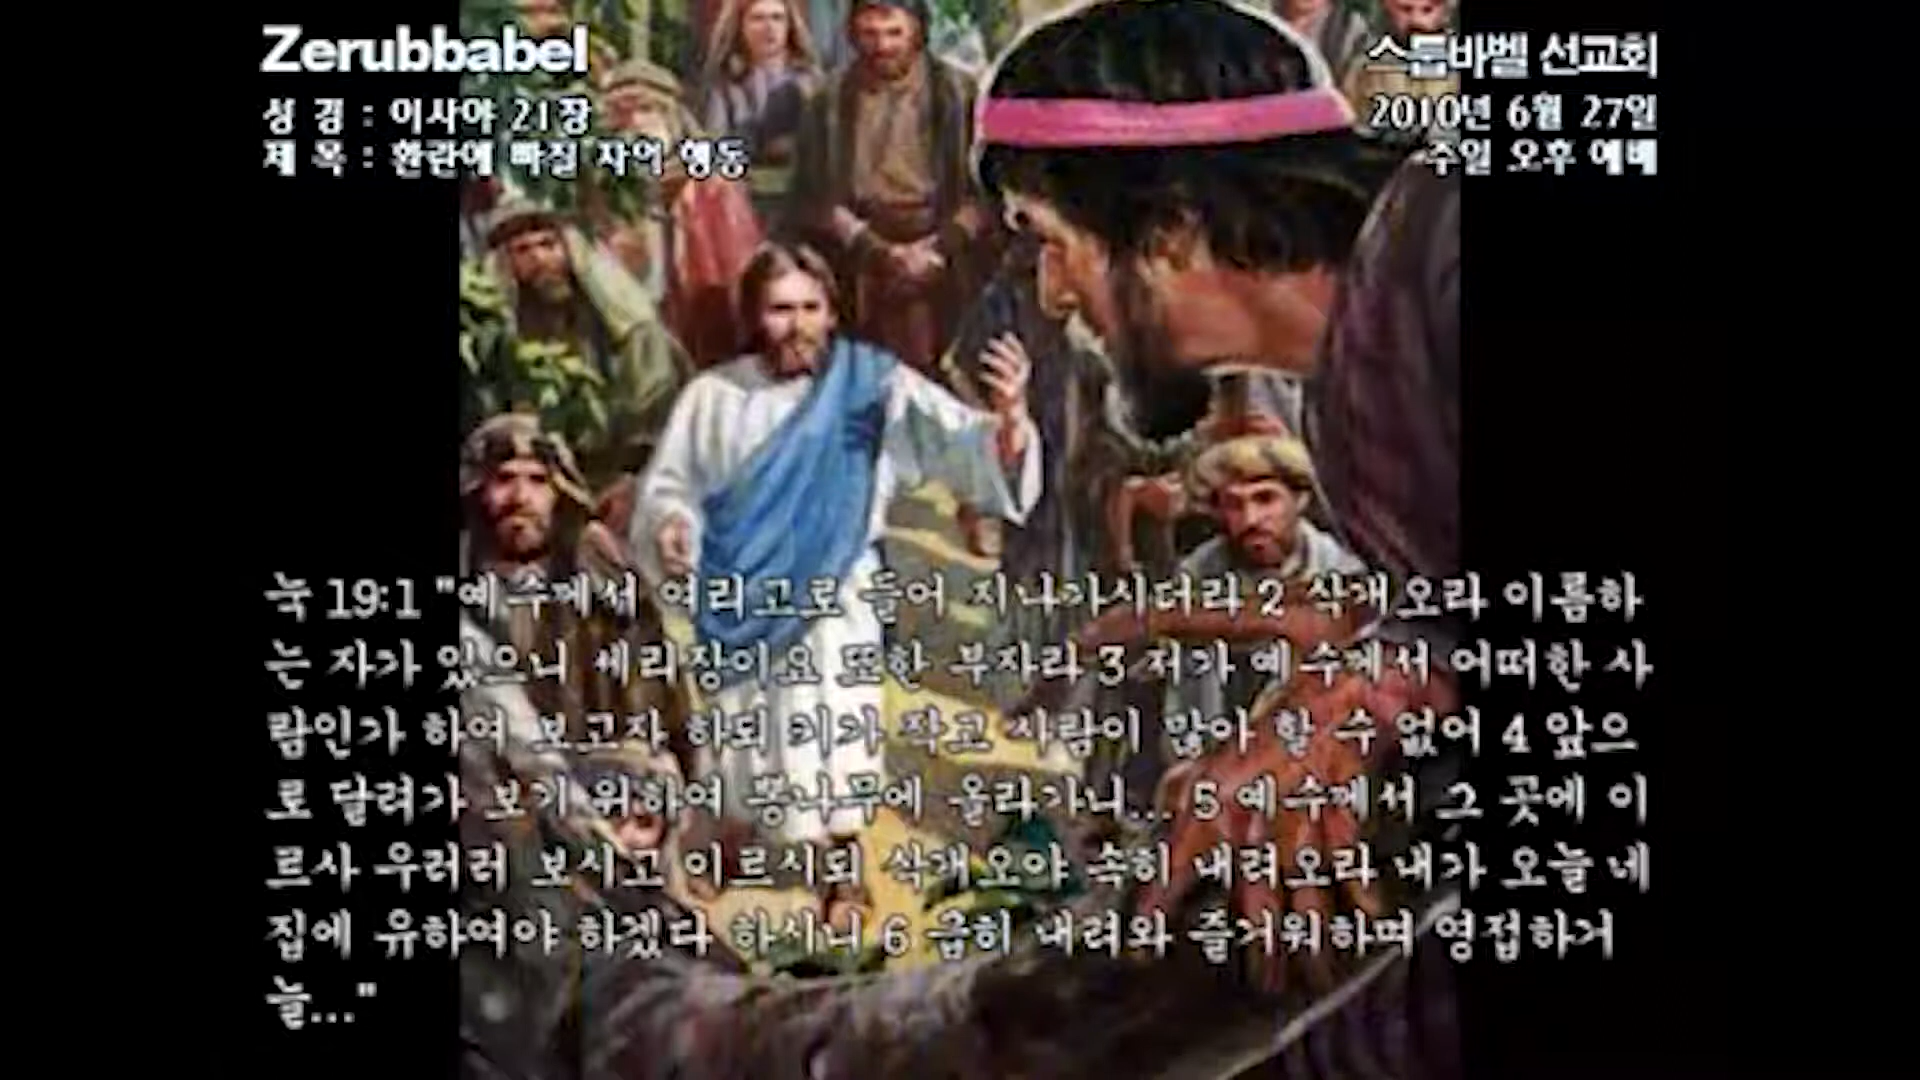 Zerubbabel
성 경 : 이사야 21장
제 목 : 환란에 빠질 자의 행동
스룹바벨 선교회
2010년 6월 27일
주일 오후 예배
눅 19:1 "예수께서 여리고로 들어 지나가시더라 2 삭개오라 이름하
는 자가 있으니 세리장이요 또한 부자라 3 저가 예수께서 어떠한 사
람인가 하여 보고자 하되 키가 작고 사람이 많아 할 수 없어 4 앞으
로 달려가 보기 위하여 뽕나무에 올라가니... 5 예수께서 그 곳에 이
르사 우러러 보시고 이르시되 삭개오야 속히 내려오라 내가 오늘 네
집에 유하여야 하겠다 하시니 6 급히 내려와 즐거워하며 영접하거
늘..."